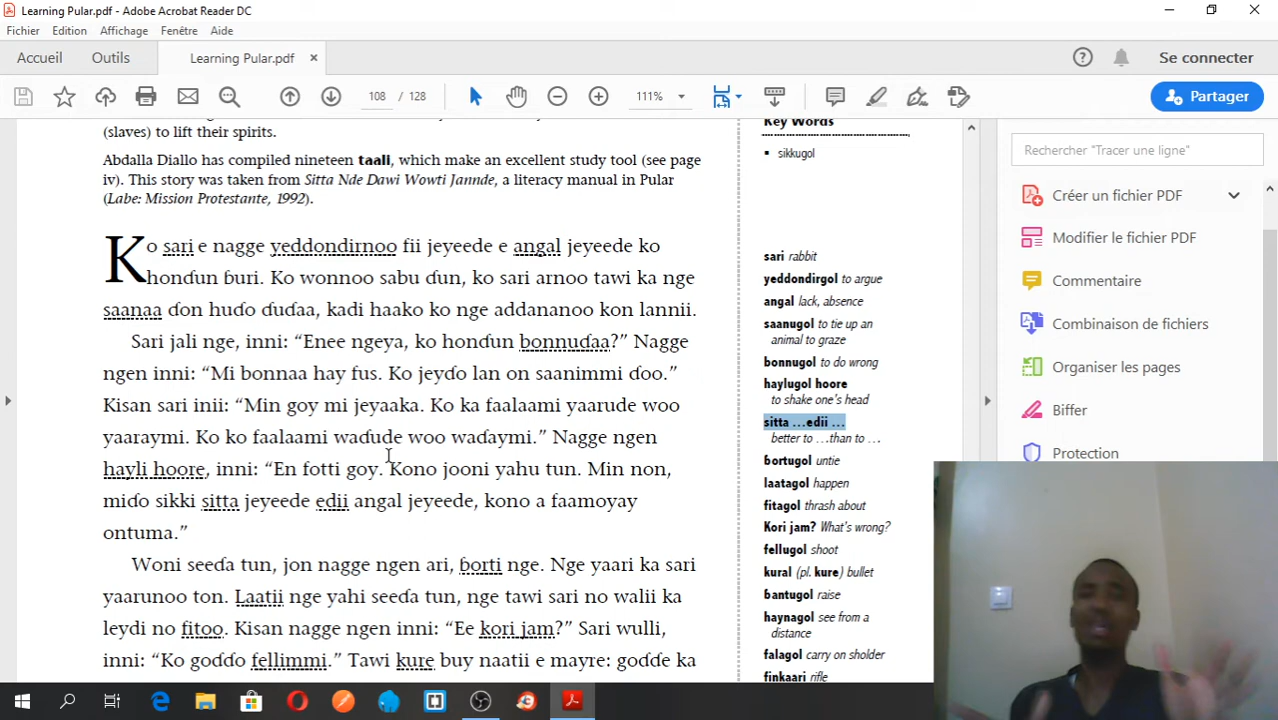 Learning Pular.pdf - Adobe Acrobat Reader DC
Fichier Edition Affichage Fenêtre Aide
Accueil Outils Learning Pular.pdf × Se connecter
108 / 128 111% Partager
(slaves) to lift their spirits.
Abdalla Diallo has compiled nineteen taali, which make an excellent study tool (see page
iv). This story was taken from Sitta Nde Dawi Wowti Jannde, a literacy manual in Pular
(Labe: Mission Protestante, 1992).
Ko sari e nagge yeddondirnoo fii jeyeede e angal jeyeede ko
honɗun ɓuri. Ko wonnoo sabu ɗun, ko sari arnoo tawi ka nge
saanaa ɗon huɗo ɗuɗaa, kadi haako ko nge addananoo kon lannii.
Sari jali nge, inni: “Enee ngeya, ko honɗun bonnuɗaa?” Nagge
ngen inni: “Mi bonnaa hɩy fus. Ko jeyɗo lan on saanimmi ɗoo.”
Kisan sari inii: “Min goy mi jeyaaka. Ko ka faalaami yaarude woo
yaaraymi. Ko ko faalaami waɗude woo waɗaymi.” Nagge ngen
hayli hoore, inni: “En fotti goy. Kono jooni yahu tun. Min non,
miɗo sikki sitta jeyeede edii angal jeyeede, kono a faamoyay
ontuma.”
Woni seeɗa tun, jon nagge ngen ari, ɓorti nge. Nge yaari ka sari
yaarunoo ton. Laatii nge yahi seeɗa tun, nge tawi sari no walii ka
leydi no fitoo. Kisan nagge ngen inni: “Ee kori jam?” Sari wulli,
inni: “Ko goɗɗo fellimmi.” Tawi kure buy naatii e mayre: goɗɗe ka
Key Words
▪ sikkugol
sari rabbit
yeddondirgol to argue
angal lack, absence
saanugol to tie up an
animal to graze
bonnugol to do wrong
haylugol hoore
to shake one's head
sitta …edii …
better to …than to …
ɓortugol untie
laatagol happen
fitagol thrash about
Kori jam? What's wrong?
fellugol shoot
kural (pl. kure) bullet
ɓantugol raise
haynagol see from a
distance
falagol carry on sholder
finkaari rifle
Rechercher "Tracer une ligne"
Créer un fichier PDF
Modifier le fichier PDF
Commentaire
Combinaison de fichiers
Organiser les pages
Biffer
Protection